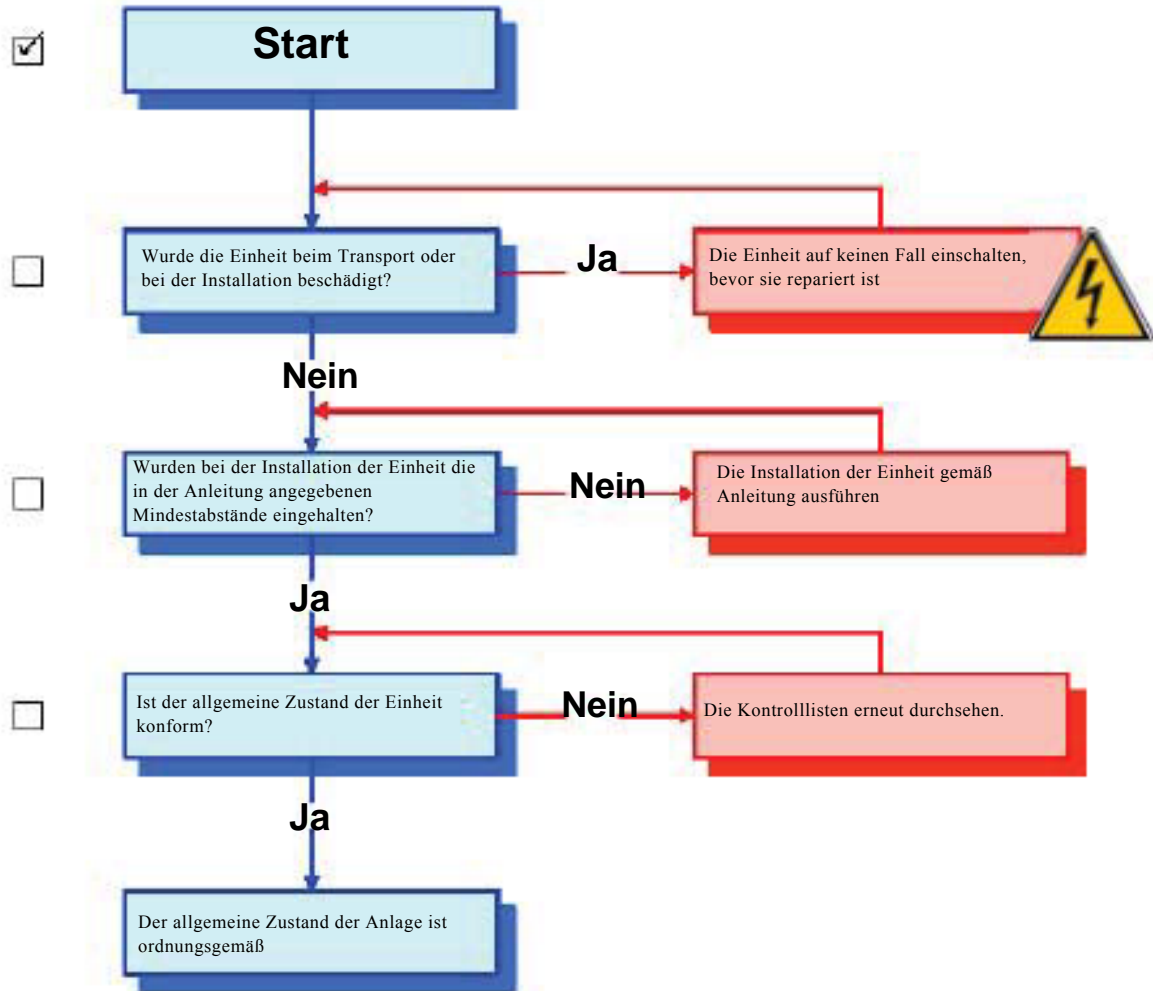 Start
Wurde die Einheit beim Transport oder
bei der Installation beschädigt?
Ja
Die Einheit auf keinen Fall einschalten,
bevor sie repariert ist
Nein
Wurden bei der Installation der Einheit die
in der Anleitung angegebenen
Mindestabstände eingehalten?
Nein
Die Installation der Einheit gemäß
Anleitung ausführen
Ja
Ist der allgemeine Zustand der Einheit
konform?
Nein
Die Kontrolllisten erneut durchsehen.
Ja
Der allgemeine Zustand der Anlage ist
ordnungsgemäß